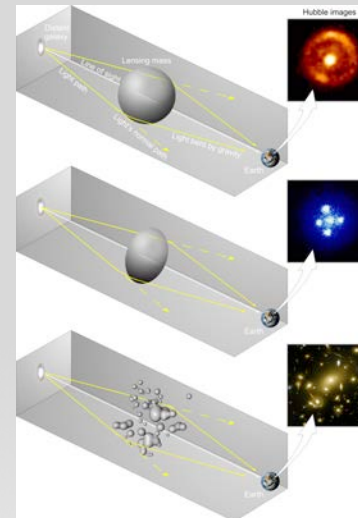 Hubble images
Distant
galaxy
Lensing mass
Line of sight
Light path
Light's normal path
Light bent by gravity
Earth
Earth
Earth